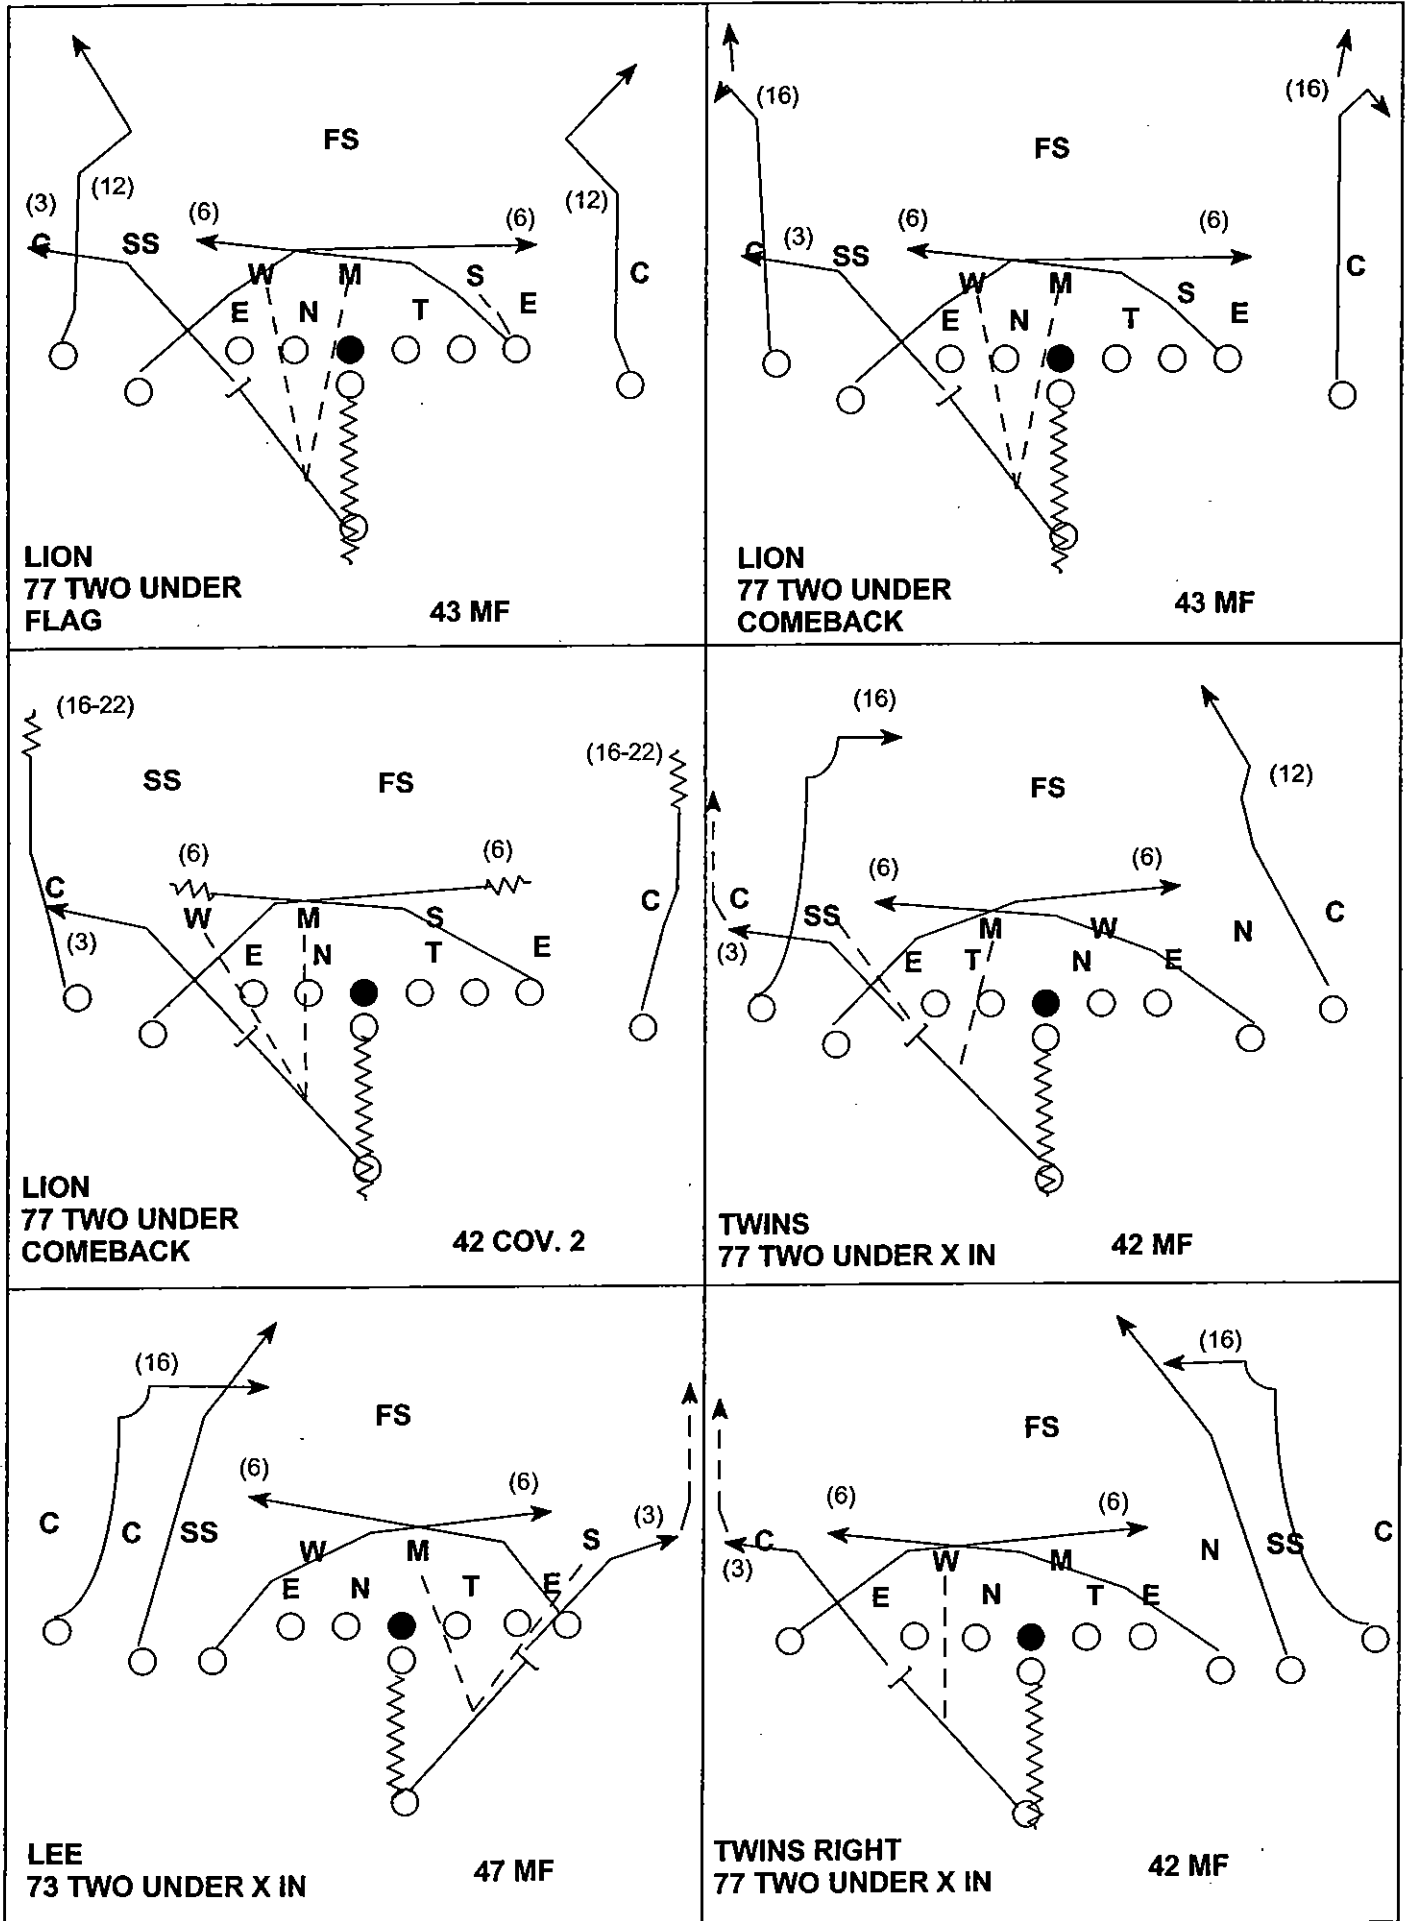 FS
(12)
(12)
(3)
(6)
(6)
C
SS
W
M
S
C
E
N
T
E
LION
77 TWO UNDER
FLAG
43 MF
(16)
(16)
FS
(3)
(6)
(6)
C
SS
W
M
S
C
E
N
T
E
LION
77 TWO UNDER
COMEBACK
43 MF
(16-22)
(16-22)
SS
FS
(6)
(6)
C
W
M
S
C
(3)
E
N
T
E
LION
77 TWO UNDER
COMEBACK
42 COV. 2
(16)
FS
(12)
(6)
(6)
C
SS
M
W
N
C
(3)
E
T
N
E
TWINS
77 TWO UNDER X IN
42 MF
(16)
FS
(6)
(6)
(3)
C
C
SS
W
M
S
E
N
T
E
LEE
73 TWO UNDER X IN
47 MF
(16)
FS
(6)
(6)
C
W
M
N
SS
C
(3)
E
N
T
E
TWINS RIGHT
77 TWO UNDER X IN
42 MF